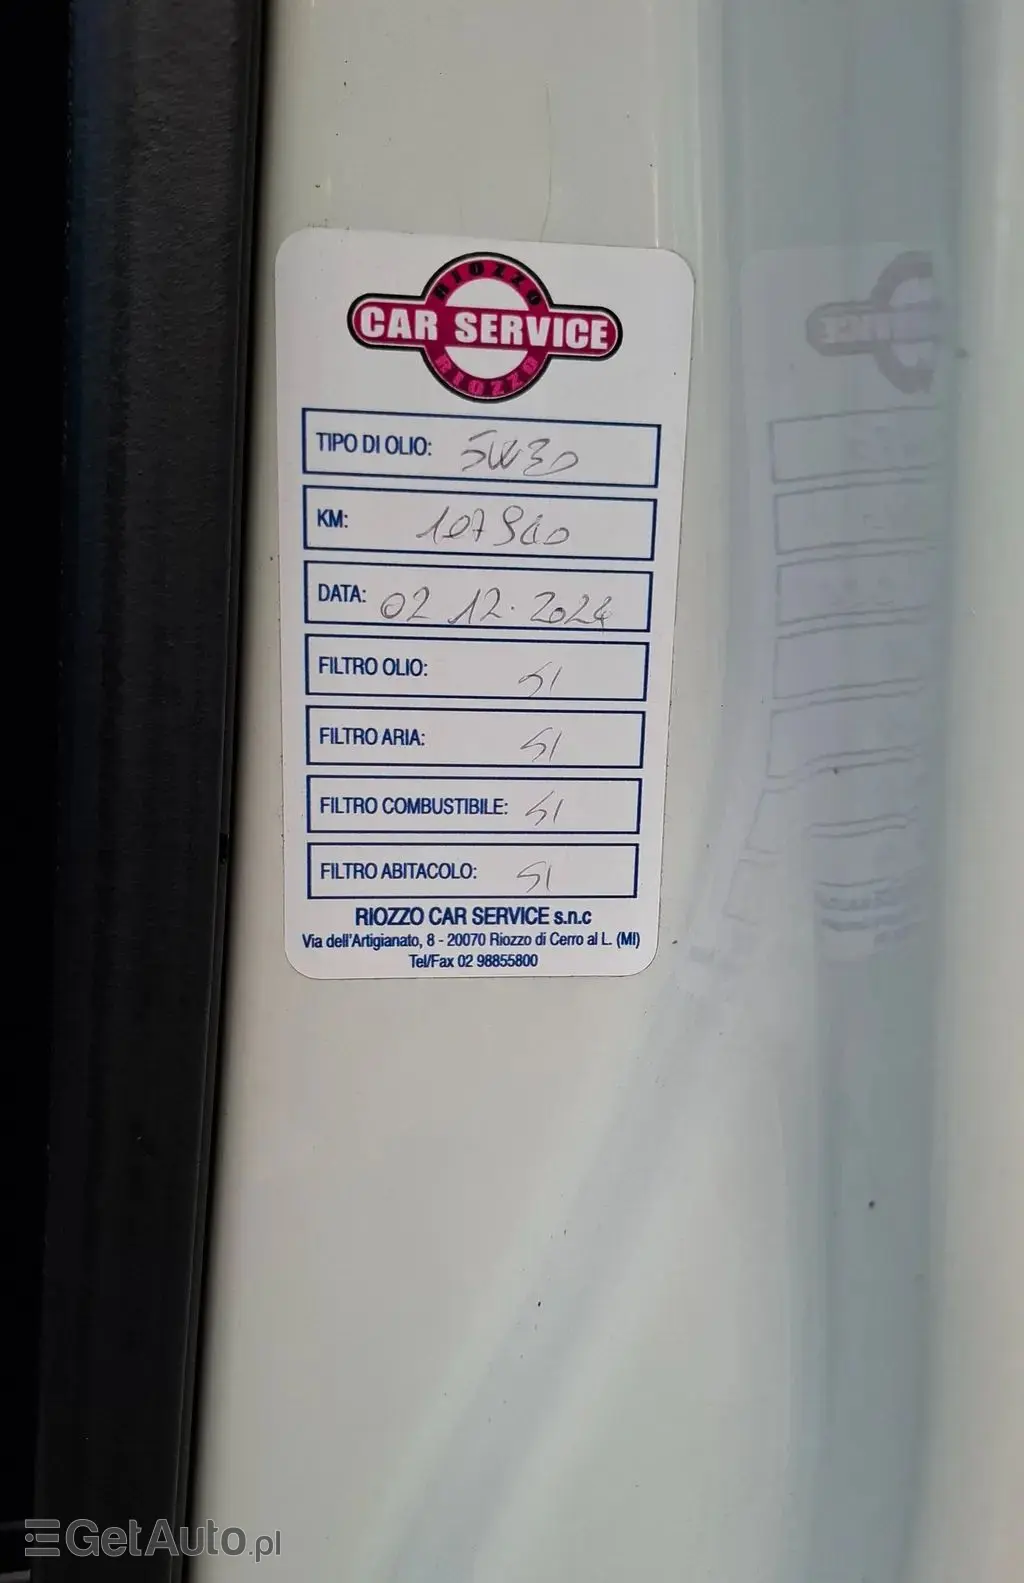 RIOZZO
CAR SERVICE
RIOZZO
TIPO DI OLIO: 5W30
KM:
DATA: 02.12.2024
FILTRO OLIO: SI
FILTRO ARIA: SI
FILTRO COMBUSTIBILE: SI
FILTRO ABITACOLO: SI
RIOZZO CAR SERVICE s.n.c
Via dell'Artigianato, 8 - 20070 Riozzo di Cerro al L. (MI)
Tel/Fax 02 98855800
GetAuto.pl